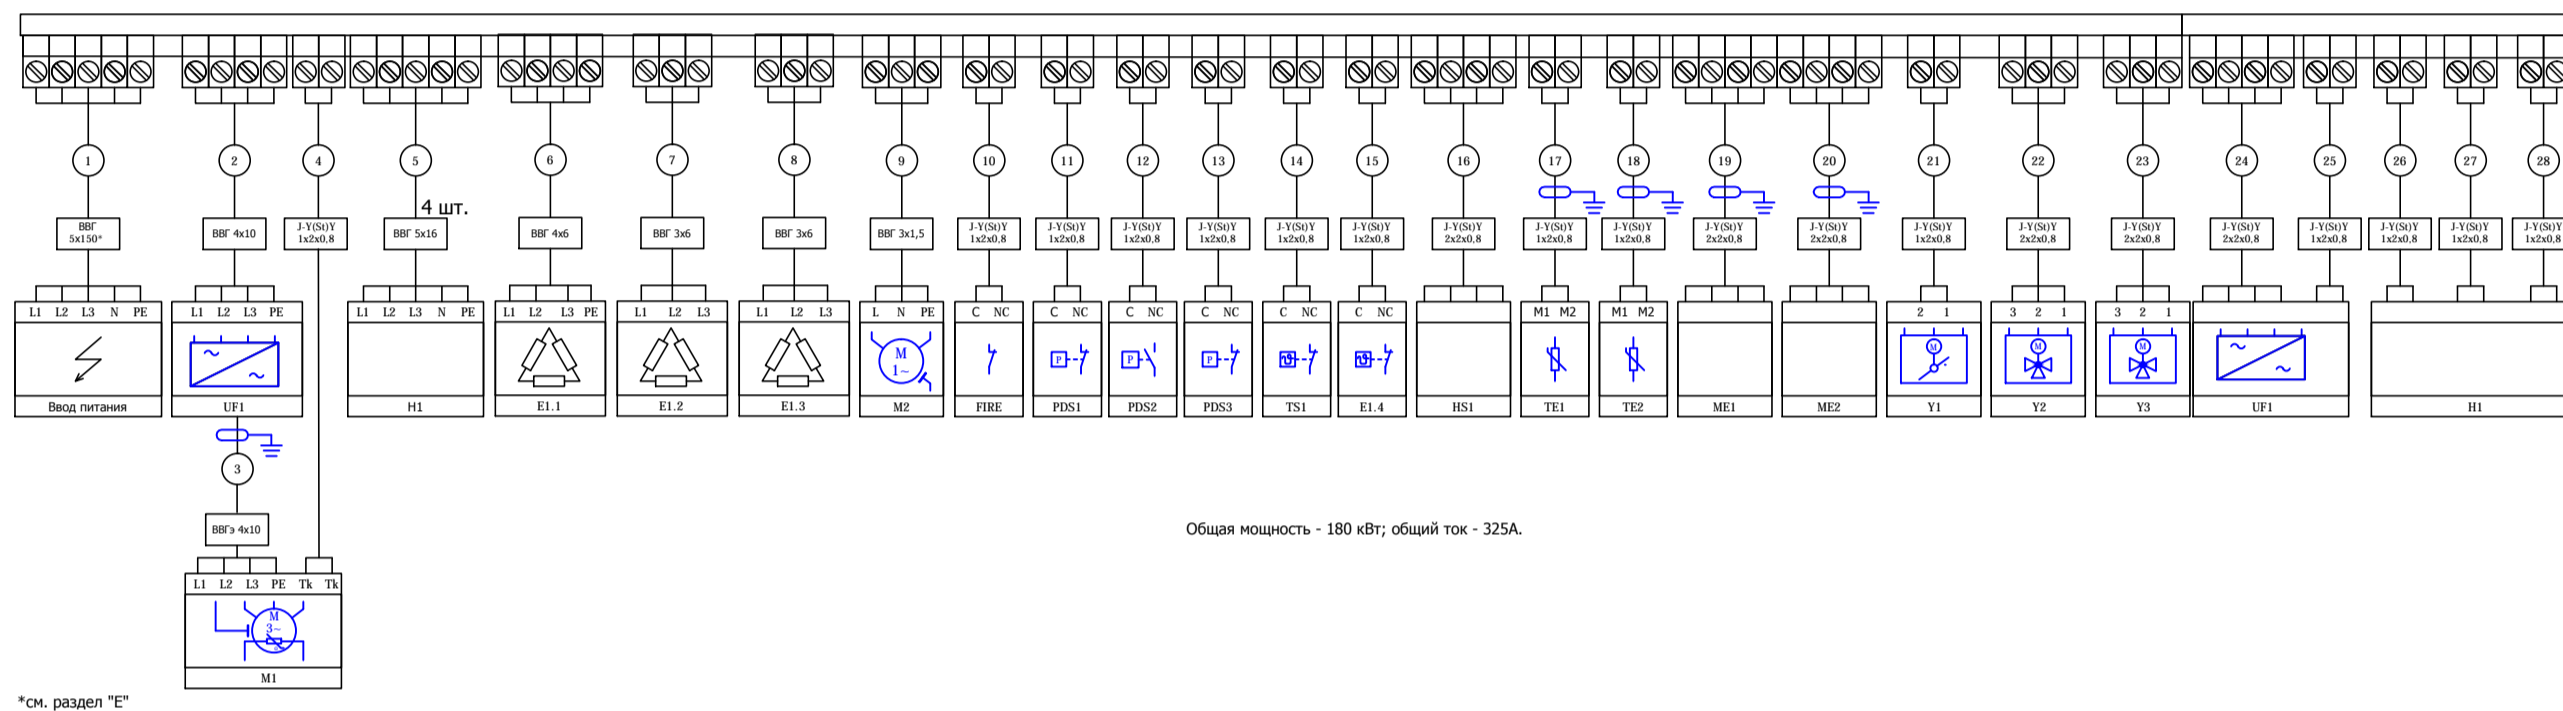 1 2 4 5 6 7 8 9 10 11 12 13 14 15 16 17 18 19 20 21 22 23 24 25 26 27 28
4 шт.
ВВГ 5x150* ВВГ 4x10 J-Y(St)Y 1x2x0,8 ВВГ 5x16 ВВГ 4x6 ВВГ 3x6 ВВГ 3x6 ВВГ 3x1,5 J-Y(St)Y 1x2x0,8 J-Y(St)Y 1x2x0,8 J-Y(St)Y 1x2x0,8 J-Y(St)Y 1x2x0,8 J-Y(St)Y 1x2x0,8 J-Y(St)Y 1x2x0,8 J-Y(St)Y 2x2x0,8 J-Y(St)Y 1x2x0,8 J-Y(St)Y 1x2x0,8 J-Y(St)Y 2x2x0,8 J-Y(St)Y 2x2x0,8 J-Y(St)Y 1x2x0,8 J-Y(St)Y 2x2x0,8 J-Y(St)Y 2x2x0,8 J-Y(St)Y 2x2x0,8 J-Y(St)Y 1x2x0,8 J-Y(St)Y 1x2x0,8 J-Y(St)Y 1x2x0,8 J-Y(St)Y 1x2x0,8
L1 L2 L3 N PE L1 L2 L3 PE L1 L2 L3 N PE L1 L2 L3 PE L1 L2 L3 L1 L2 L3 L N PE C NC C NC C NC C NC C NC C NC M1 M2 M1 M2 2 1 3 2 1 3 2 1
M 1~ P P P M M M
Ввод питания UF1 H1 E1.1 E1.2 E1.3 M2 FIRE PDS1 PDS2 PDS3 TS1 E1.4 HS1 TE1 TE2 ME1 ME2 Y1 Y2 Y3 UF1 H1
3
ВВГэ 4x10
Общая мощность - 180 кВт; общий ток - 325А.
L1 L2 L3 PE Tk Tk
M
3~
M1
*см. раздел "Е"